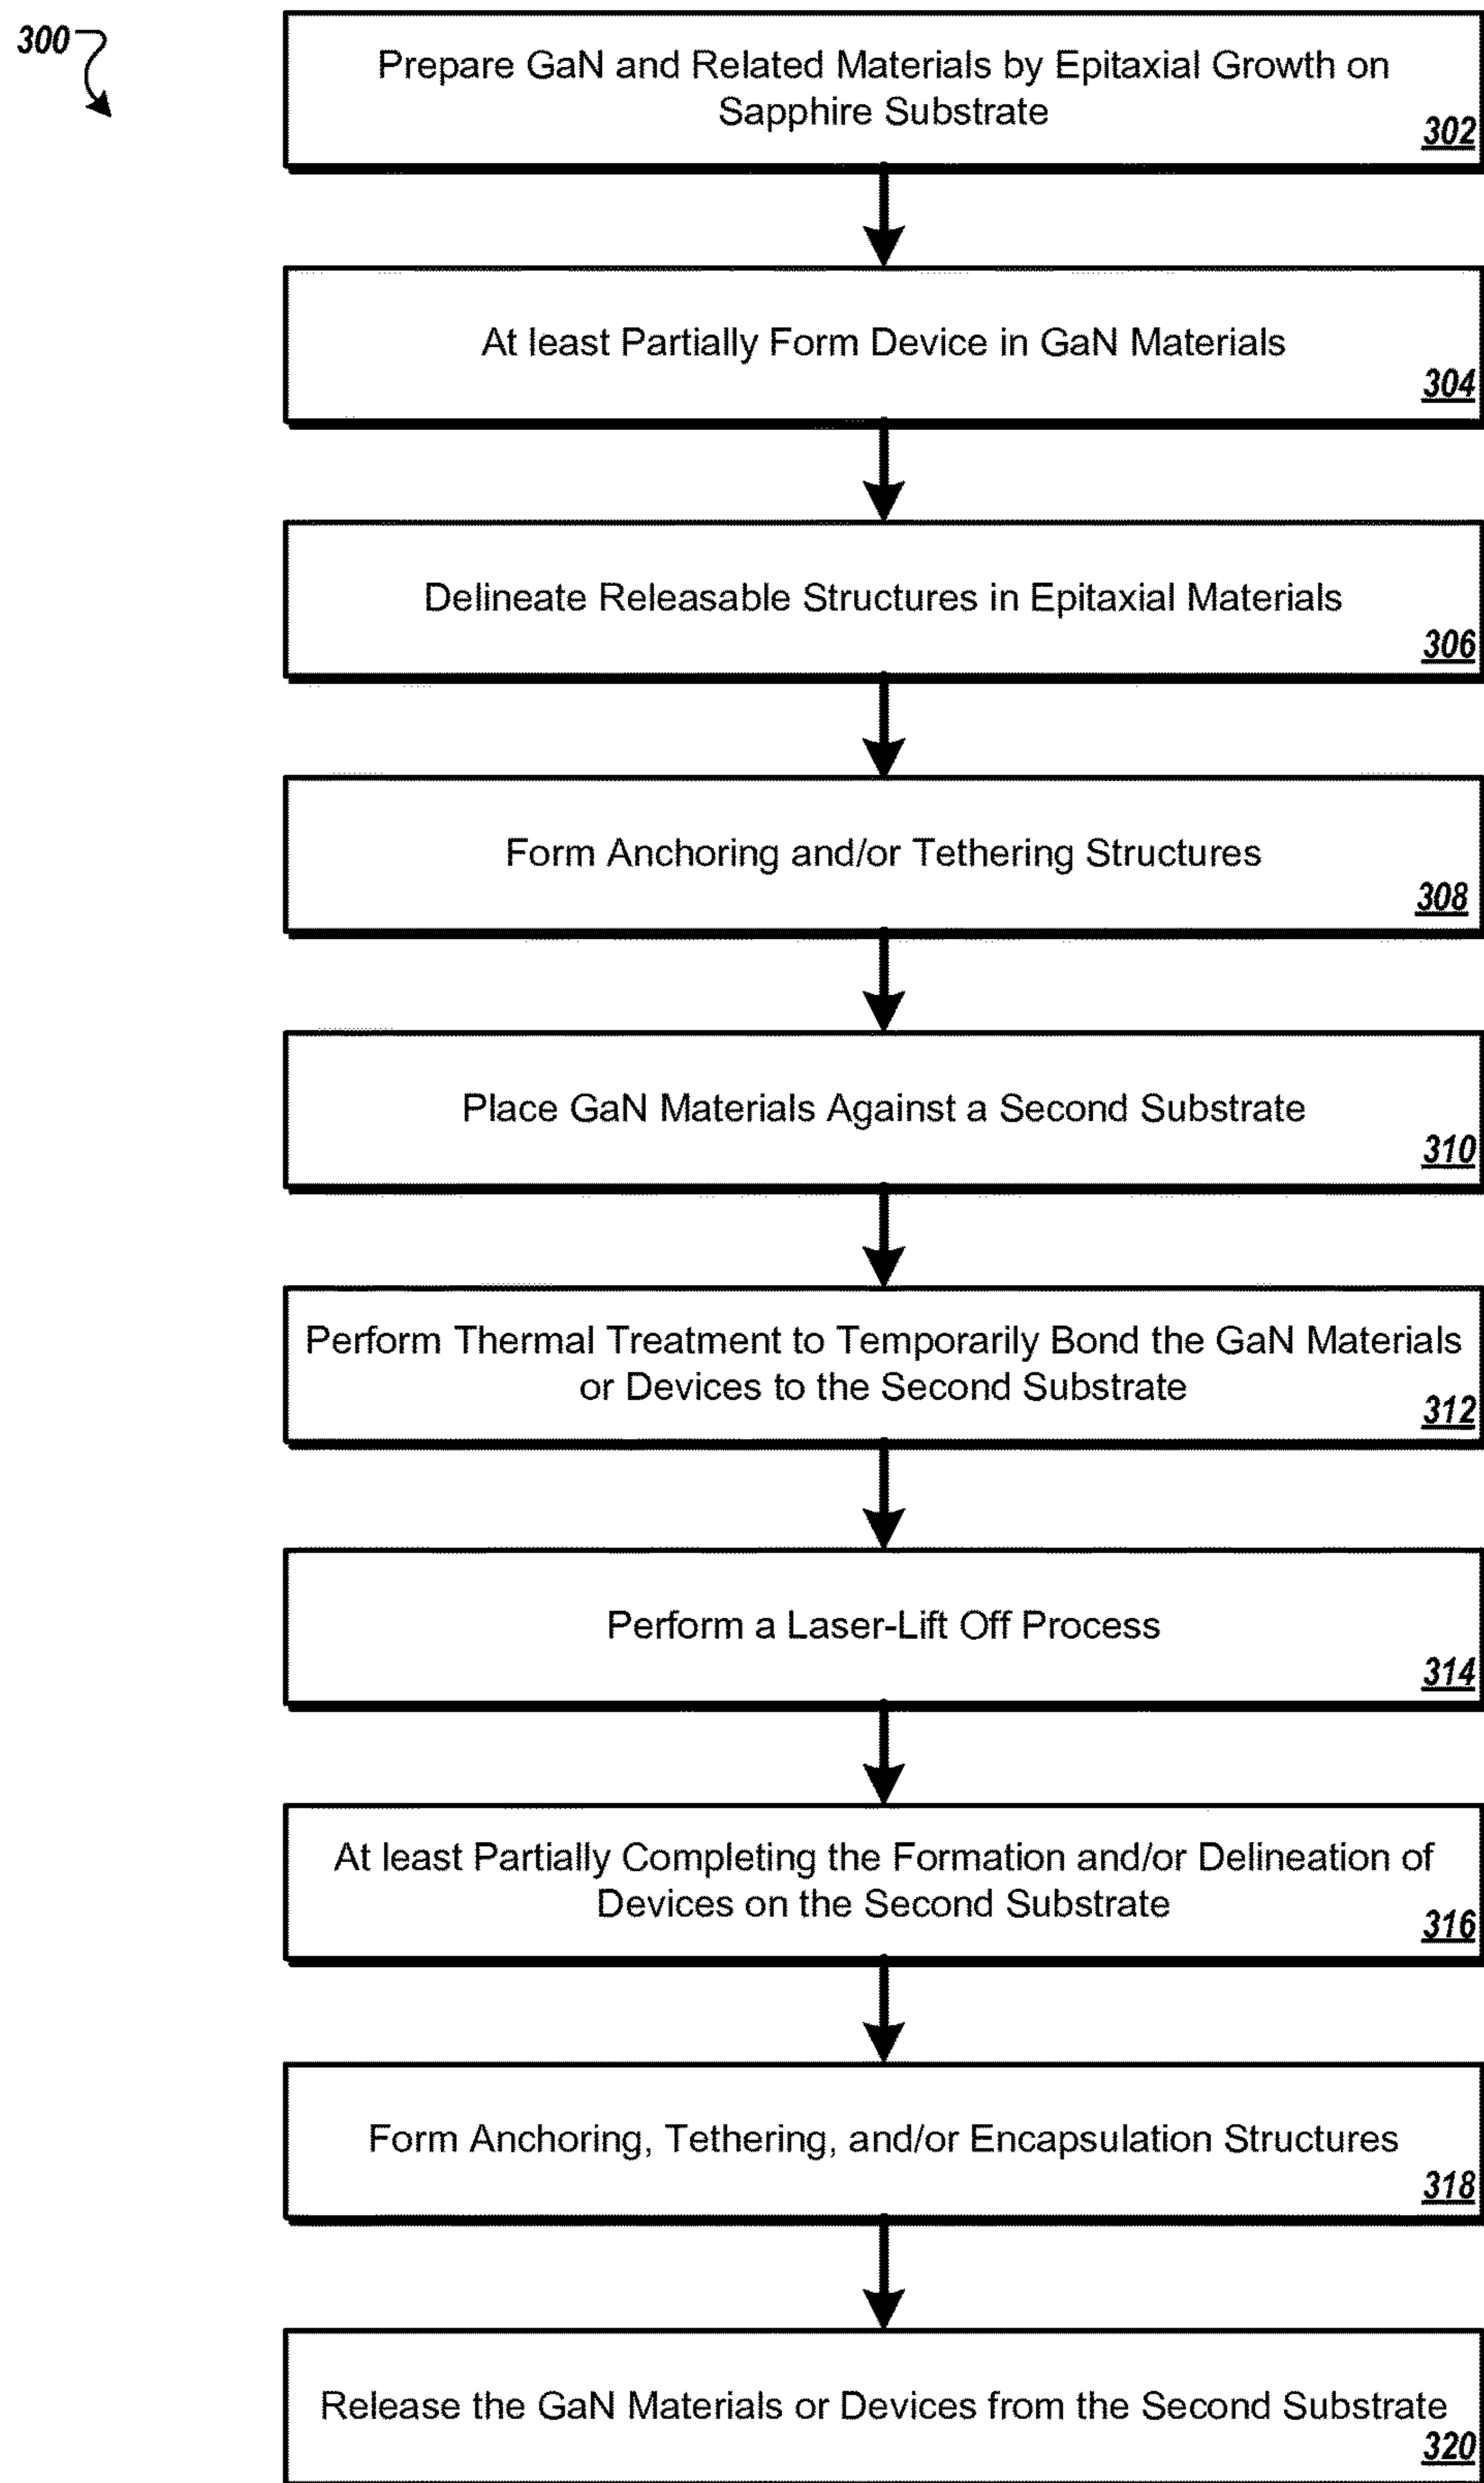 300
Prepare GaN and Related Materials by Epitaxial Growth on
Sapphire Substrate
302
At least Partially Form Device in GaN Materials
304
Delineate Releasable Structures in Epitaxial Materials
306
Form Anchoring and/or Tethering Structures
308
Place GaN Materials Against a Second Substrate
310
Perform Thermal Treatment to Temporarily Bond the GaN Materials
or Devices to the Second Substrate
312
Perform a Laser-Lift Off Process
314
At least Partially Completing the Formation and/or Delineation of
Devices on the Second Substrate
316
Form Anchoring, Tethering, and/or Encapsulation Structures
318
Release the GaN Materials or Devices from the Second Substrate
320